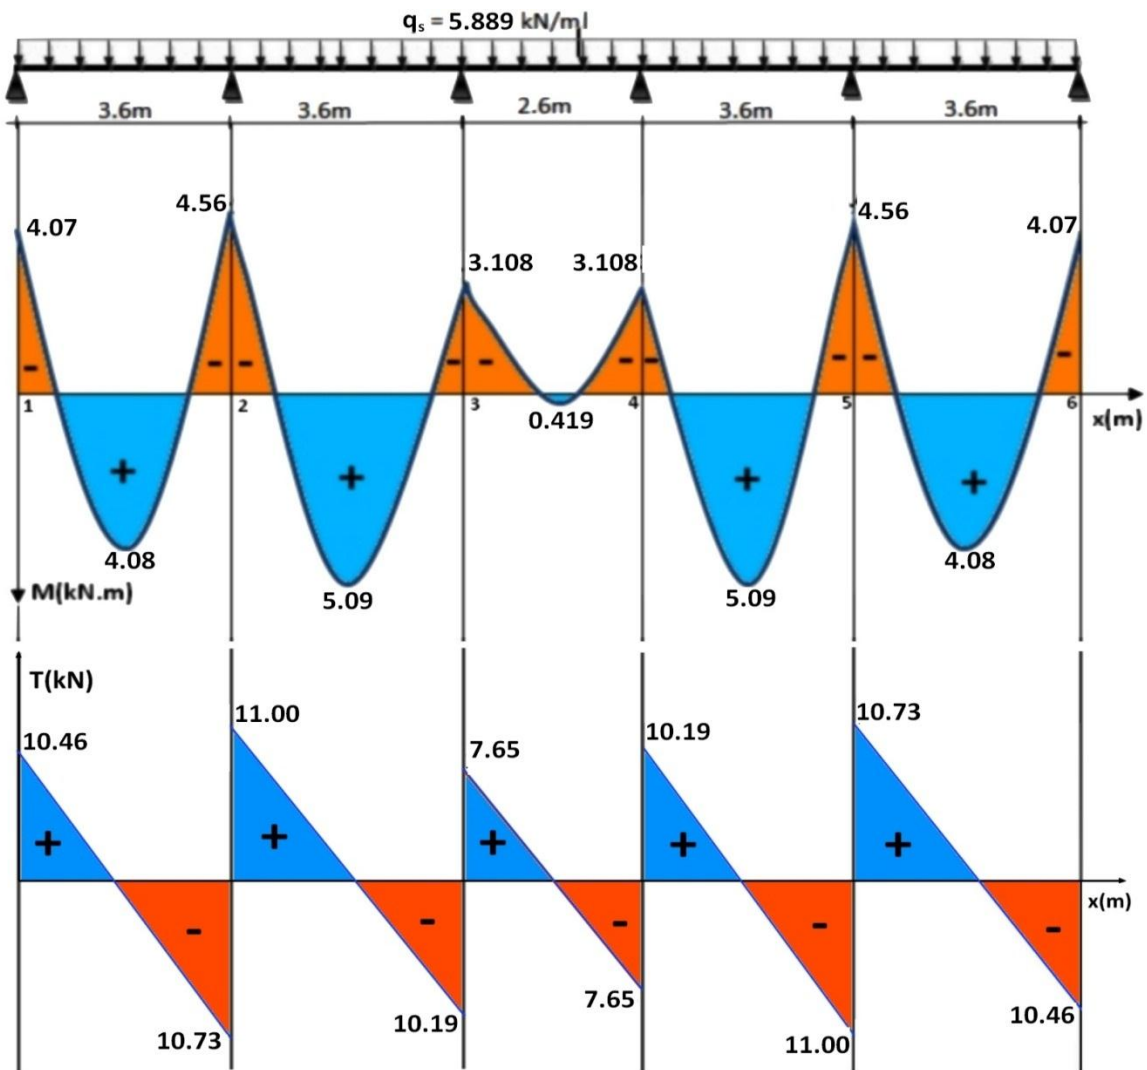 qs = 5.889 kN/ml
3.6m 3.6m 2.6m 3.6m 3.6m
4.07 4.56 3.108 3.108 4.56 4.07
- - - - - - - - - -
1 2 3 4 5 6 x(m)
0.419
+ + + + 
4.08 5.09 5.09 4.08
M(kN.m)
T(kN)
10.46 11.00 7.65 10.19 10.73
+ + + + +
x(m)
- - - - -
10.73 10.19 7.65 11.00 10.46